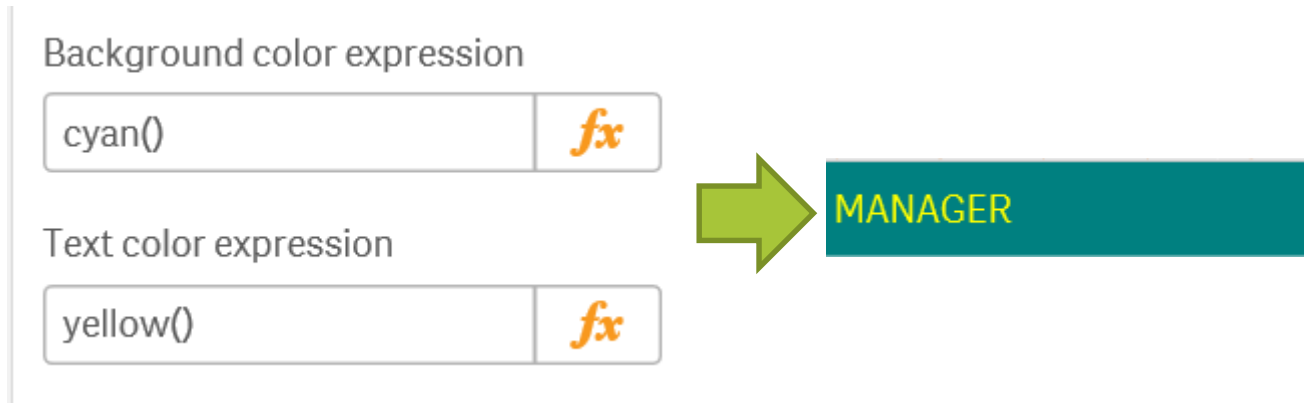 Background color expression
cyan() fx
Text color expression
yellow() fx
MANAGER